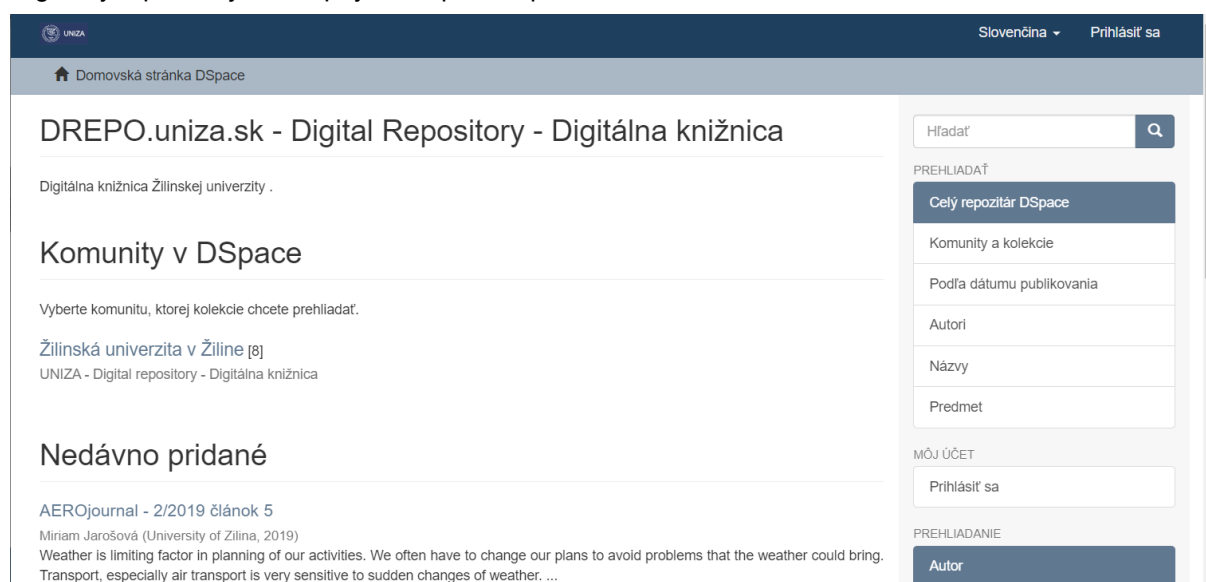 UNIZA
Slovenčina
Prihlásiť sa
Domovská stránka DSpace
DREPO.uniza.sk - Digital Repository - Digitálna knižnica
Digitálna knižnica Žilinskej univerzity .
Komunity v DSpace
Vyberte komunitu, ktorej kolekcie chcete prehliadať.
Žilinská univerzita v Žiline [8]
UNIZA - Digital repository - Digitálna knižnica
Nedávno pridané
AEROjournal - 2/2019 článok 5
Miriam Jarošová (University of Zilina, 2019)
Weather is limiting factor in planning of our activities. We often have to change our plans to avoid problems that the weather could bring.
Transport, especially air transport is very sensitive to sudden changes of weather. ...
Hľadať
PREHLIADAŤ
Celý repozitár DSpace
Komunity a kolekcie
Podľa dátumu publikovania
Autori
Názvy
Predmet
MÔJ ÚČET
Prihlásiť sa
PREHLIADANIE
Autor